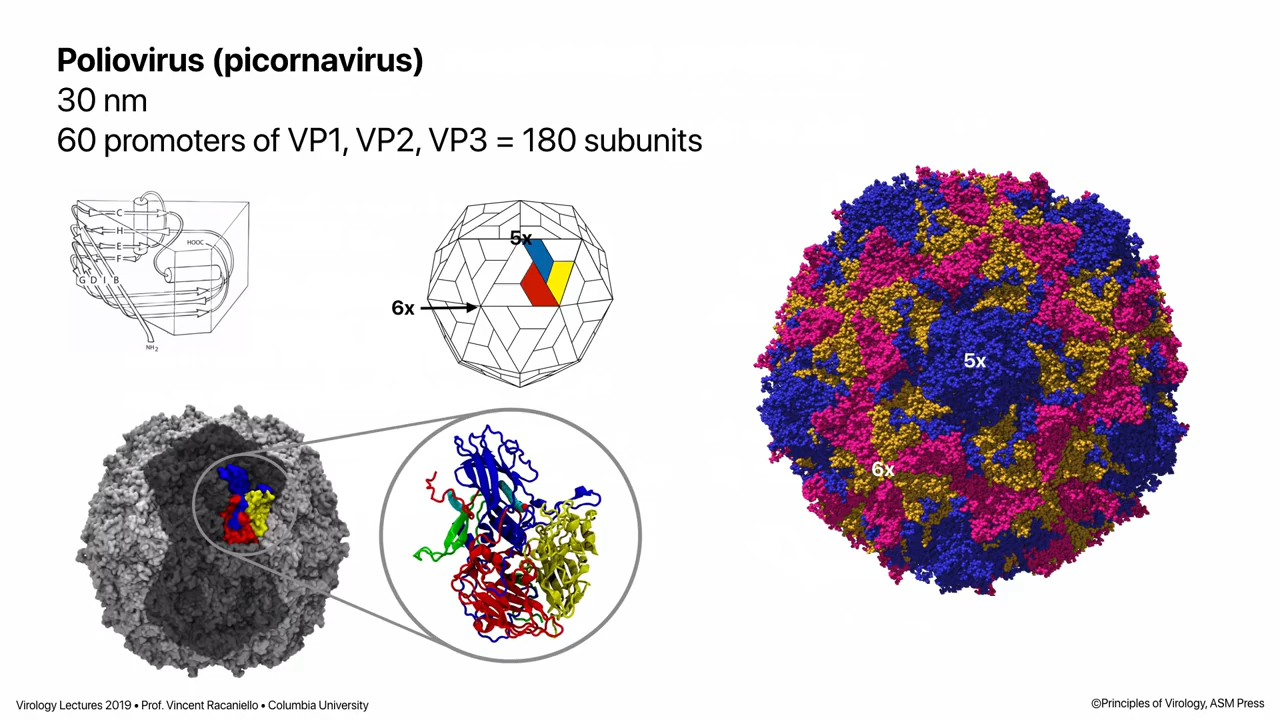 Poliovirus (picornavirus)
30 nm
60 promoters of VP1, VP2, VP3 = 180 subunits
C
H
E
F
G D I B
HOOC
NH2
5x
6x
5x
6x
Virology Lectures 2019 • Prof. Vincent Racaniello • Columbia University
©Principles of Virology, ASM Press